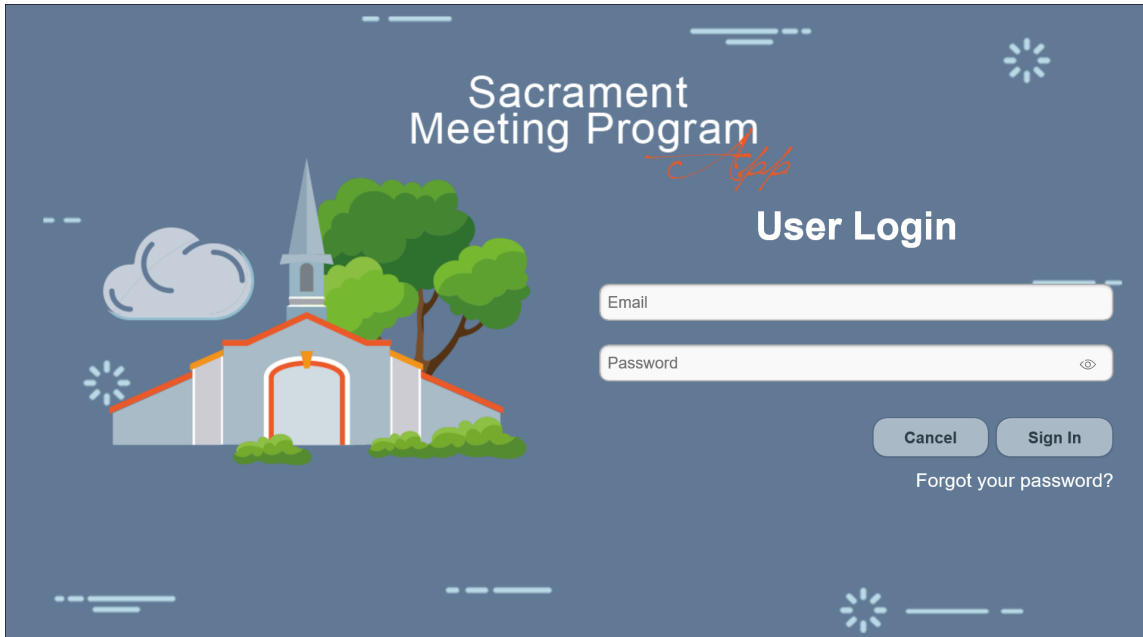 Sacrament
Meeting Program
App
User Login
Email
Password
Cancel Sign In
Forgot your password?